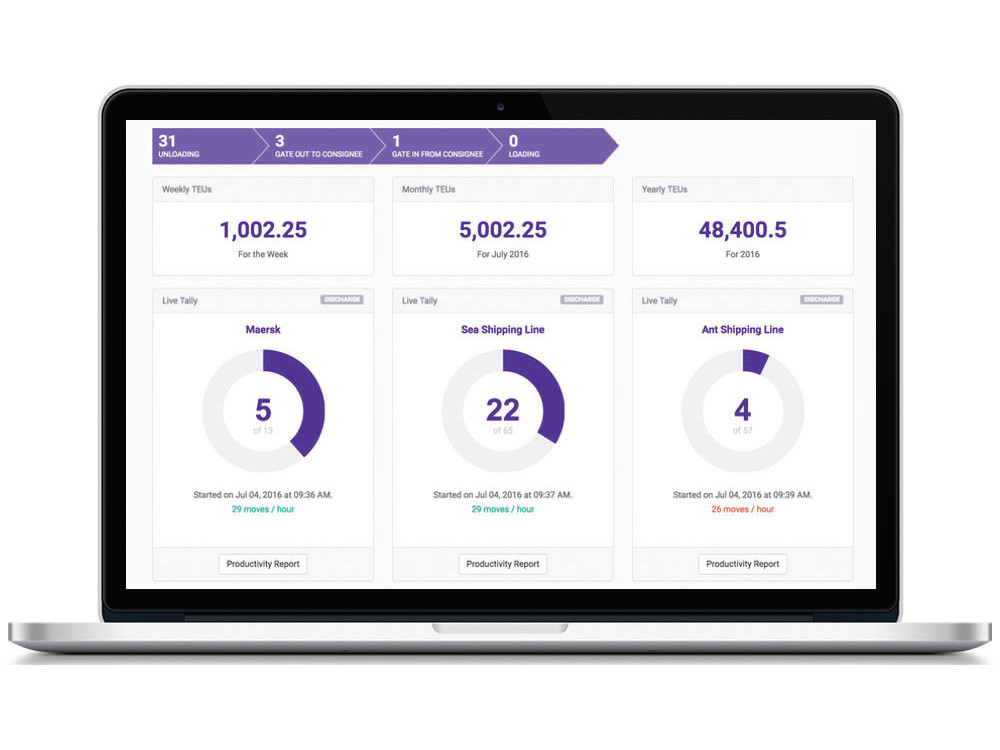 31
UNLOADING
3
GATE OUT TO CONSIGNEE
1
GATE IN FROM CONSIGNEE
0
LOADING
Weekly TEUs
1,002.25
For the Week
Monthly TEUs
5,002.25
For July 2016
Yearly TEUs
48,400.5
For 2016
Live Tally
DISCHARGE
Maersk
5
of 13
Started on Jul 04, 2016 at 09:36 AM.
29 moves / hour
Productivity Report
Live Tally
DISCHARGE
Sea Shipping Line
22
of 65
Started on Jul 04, 2016 at 09:37 AM.
29 moves / hour
Productivity Report
Live Tally
DISCHARGE
Ant Shipping Line
4
of 57
Started on Jul 04, 2016 at 09:39 AM.
26 moves / hour
Productivity Report